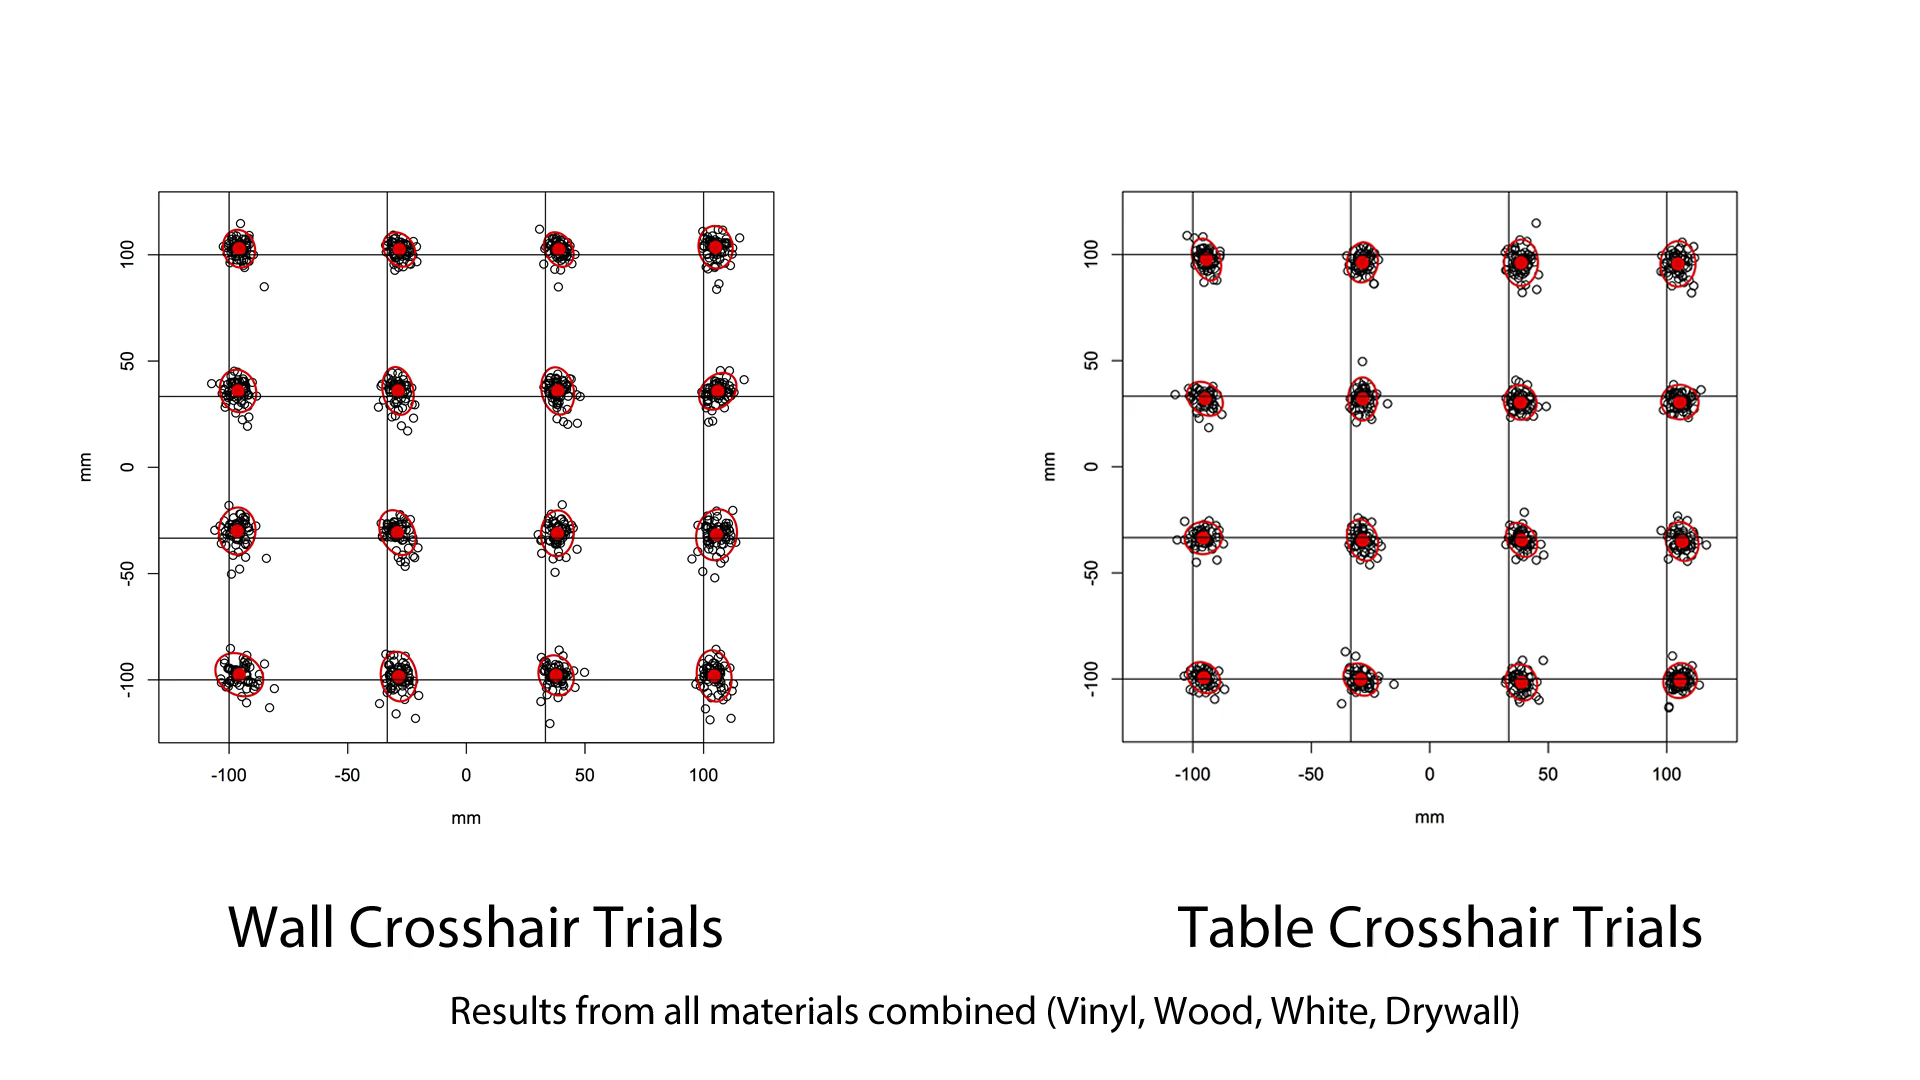 100
50
0
-50
-100
mm
-100 -50 0 50 100
mm
100
50
0
-50
-100
mm
-100 -50 0 50 100
mm
Wall Crosshair Trials
Table Crosshair Trials
Results from all materials combined (Vinyl, Wood, White, Drywall)